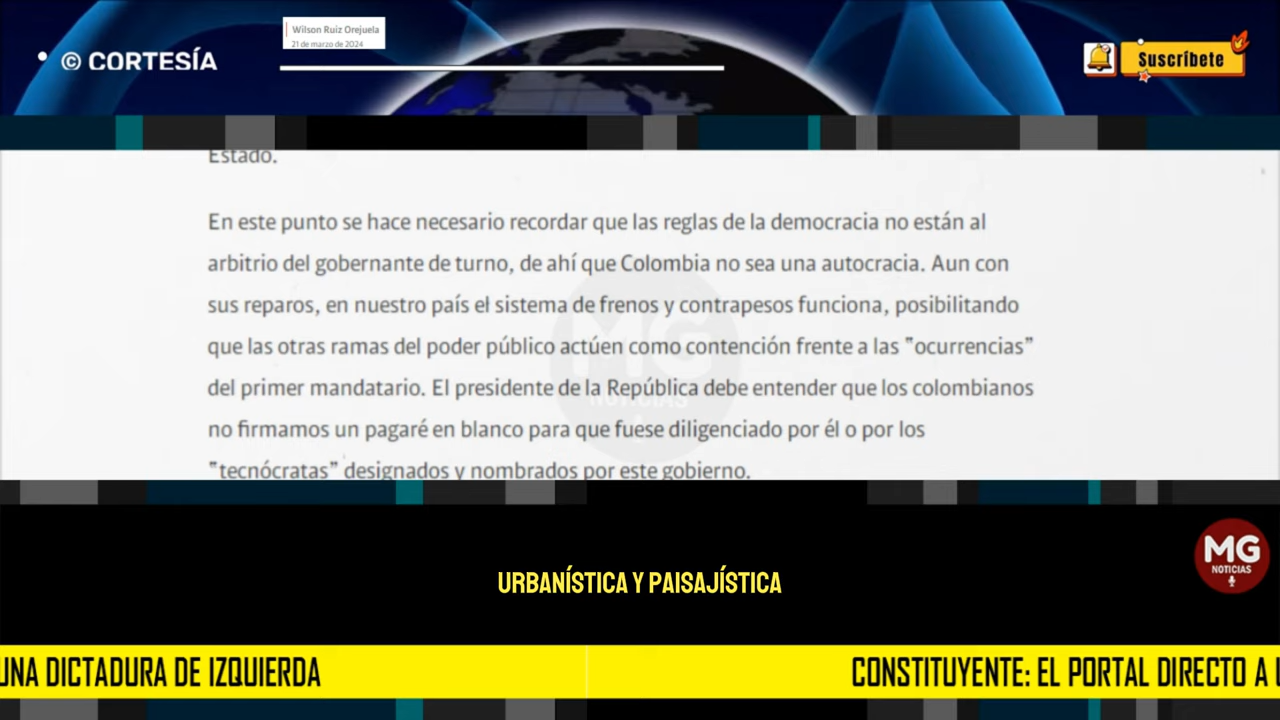 Wilson Ruiz Orejuela
21 de marzo de 2024
© CORTESÍA
Suscríbete
Estado.
En este punto se hace necesario recordar que las reglas de la democracia no están al
arbitrio del gobernante de turno, de ahí que Colombia no sea una autocracia. Aun con
sus reparos, en nuestro país el sistema de frenos y contrapesos funciona, posibilitando
que las otras ramas del poder público actúen como contención frente a las "ocurrencias"
del primer mandatario. El presidente de la República debe entender que los colombianos
no firmamos un pagaré en blanco para que fuese diligenciado por él o por los
"tecnócratas" designados y nombrados por este gobierno.
MG
NOTICIAS
MG
NOTICIAS
URBANÍSTICA Y PAISAJÍSTICA
UNA DICTADURA DE IZQUIERDA
CONSTITUYENTE: EL PORTAL DIRECTO A